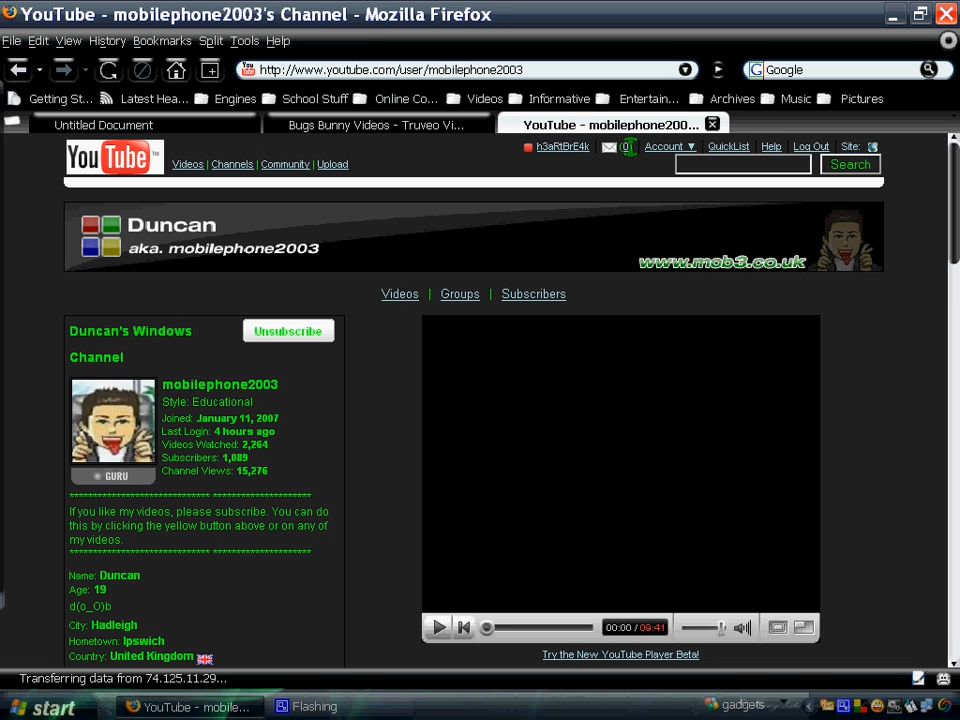 YouTube - mobilephone2003's Channel - Mozilla Firefox
File Edit View History Bookmarks Split Tools Help
http://www.youtube.com/user/mobilephone2003
Google
Getting St... Latest Hea... Engines School Stuff Online Co... Videos Informative Entertain... Archives Music Pictures
Untitled Document
Bugs Bunny Videos - Truveo Vi...
YouTube - mobilephone200...
YouTube
Videos | Channels | Community | Upload
h3aRtBrE4k (0) Account ▼ QuickList Help Log Out Site:
Search
Duncan
aka. mobilephone2003
www.mob3.co.uk
Videos | Groups | Subscribers
Duncan's Windows
Channel
Unsubscribe
mobilephone2003
Style: Educational
Joined: January 11, 2007
Last Login: 4 hours ago
Videos Watched: 2,264
Subscribers: 1,089
Channel Views: 15,276
GURU
If you like my videos, please subscribe. You can do
this by clicking the yellow button above or on any of
my videos.
Name: Duncan
Age: 19
d(o_O)b
City: Hadleigh
Hometown: Ipswich
Country: United Kingdom
00:00 / 09:41
Try the New YouTube Player Beta!
Transferring data from 74.125.11.29...
start
YouTube - mobile...
Flashing
gadgets